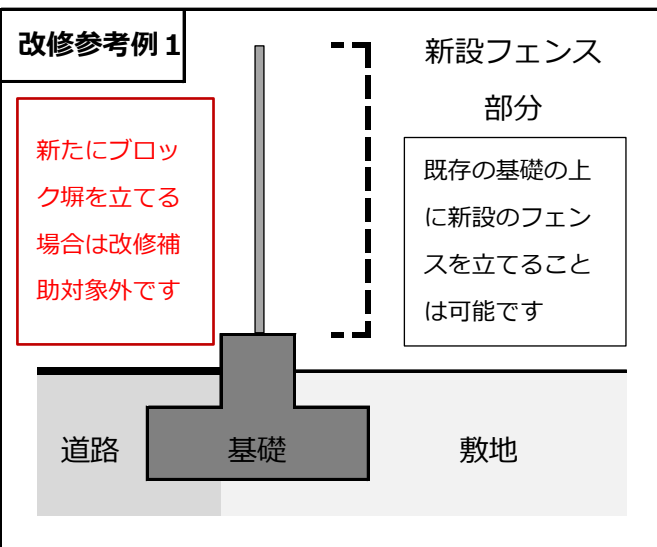 改修参考例１
新たにブロッ
ク塀を立てる
場合は改修補
助対象外です
新設フェンス
部分
既存の基礎の上
に新設のフェン
スを立てること
は可能です
道路
基礎
敷地